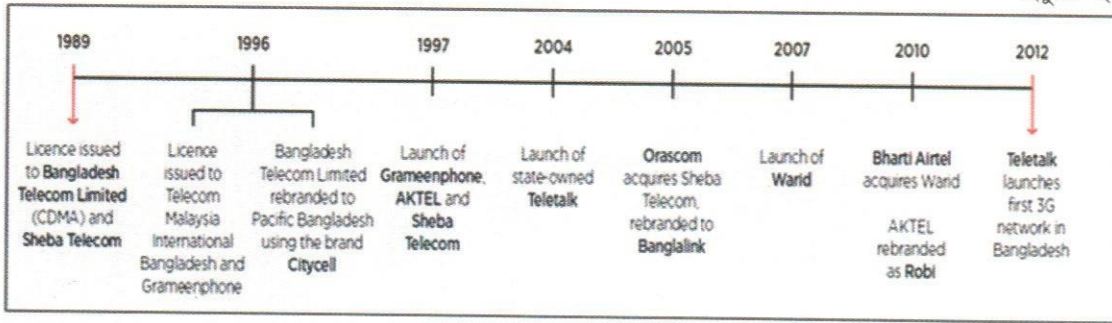 1989
1996
1997
2004
2005
2007
2010
2012
Licence issued
to Bangladesh
Telecom Limited
(CDMA) and
Sheba Telecom
Licence
issued to
Telecom
Malaysia
International
Bangladesh and
Grameenphone
Bangladesh
Telecom Limited
rebranded to
Pacific Bangladesh
using the brand
Citycell
Launch of
Grameenphone,
AKTEL and
Sheba
Telecom
Launch of
state-owned
Teletalk
Orascom
acquires Sheba
Telecom,
rebranded to
Banglalink
Launch of
Warid
Bharti Airtel
acquires Warid
AKTEL
rebranded
as Robi
Teletalk
launches
first 3G
network in
Bangladesh